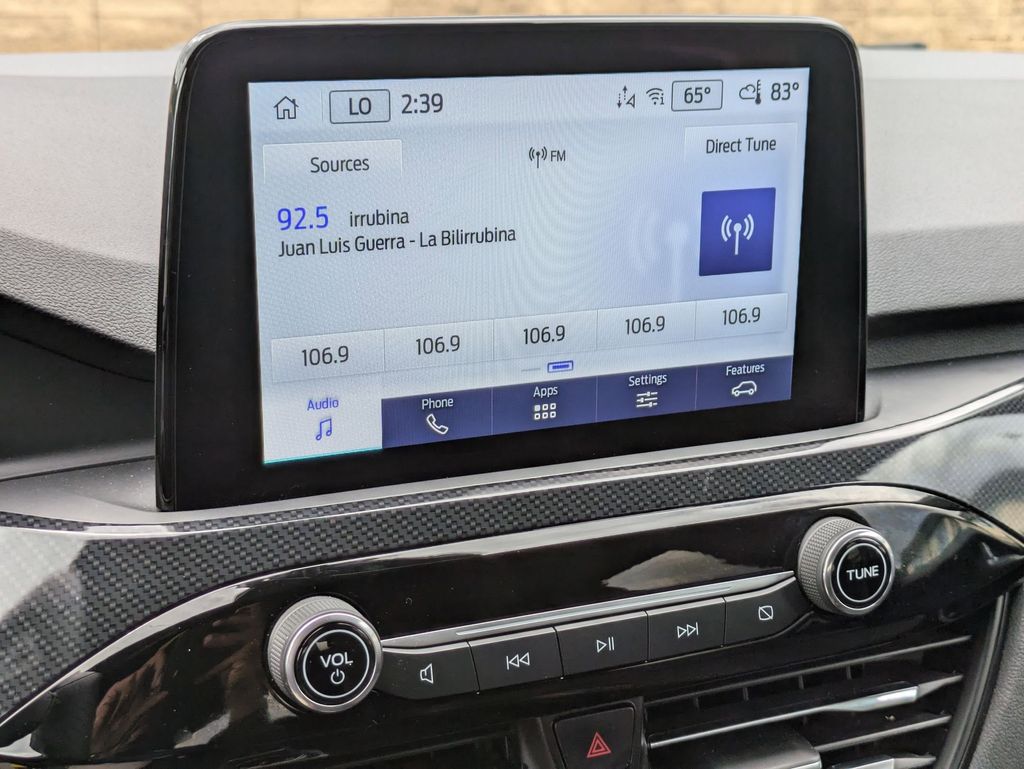 LO 2:39 65° 83°
Sources FM Direct Tune
92.5 irrubina
Juan Luis Guerra - La Bilirrubina
106.9 106.9 106.9 106.9 106.9
Audio Phone Apps Settings Features
VOL TUNE